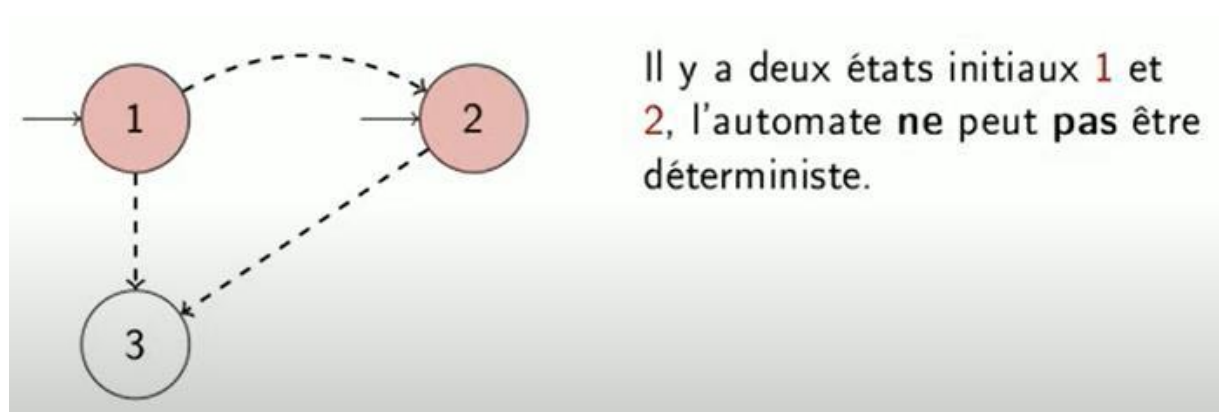 1
2
3
Il y a deux états initiaux 1 et
2, l'automate ne peut pas être
déterministe.